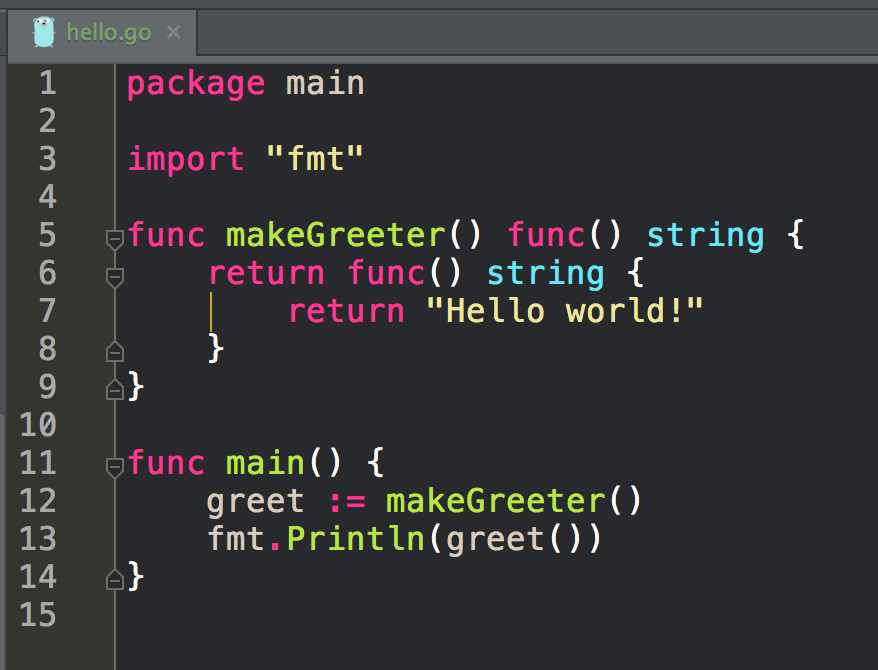 hello.go ×
1 package main
2
3 import "fmt"
4
5 func makeGreeter() func() string {
6     return func() string {
7         return "Hello world!"
8     }
9 }
10
11 func main() {
12     greet := makeGreeter()
13     fmt.Println(greet())
14 }
15